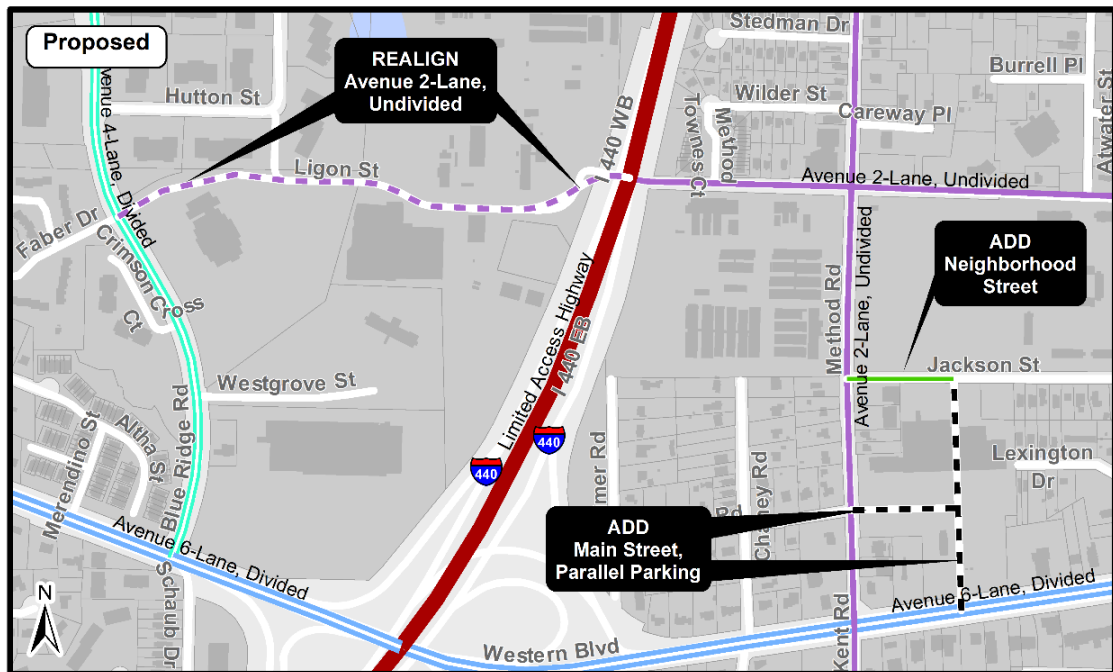 Proposed
REALIGN
Avenue 2-Lane,
Undivided
Stedman Dr
Burrell Pl
Hutton St
Wilder St
Careway Pl
Atwater St
Avenue 4-Lane, Divided
I 440 WB
Townes Ct
Method
Ligon St
Avenue 2-Lane, Undivided
Faber Dr
Crimson Cross
Ct
ADD
Neighborhood
Street
Limited Access Highway
I 440 EB
Method Rd
Avenue 2-Lane, Undivided
Jackson St
Westgrove St
Merendino St
Altha St
Blue Ridge Rd
440
440
mer Rd
Chaney Rd
Rd
Lexington
Dr
ADD
Main Street,
Parallel Parking
Avenue 6-Lane, Divided
Avenue 6-Lane, Divided
Schaub Dr
Western Blvd
Kent Rd
N